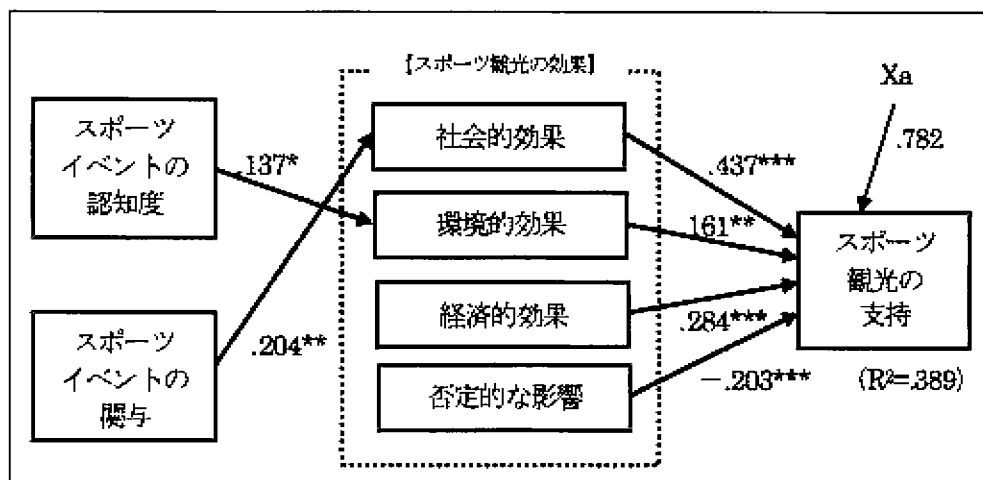 【スポーツ観光の効果】
スポーツ
イベントの
認知度
.137*
社会的効果
.437***
Xa
.782
環境的効果
.161**
スポーツ
観光の
支持
経済的効果
.284***
スポーツ
イベントの
関与
.204**
否定的な影響
－.203***
(R²=.389)